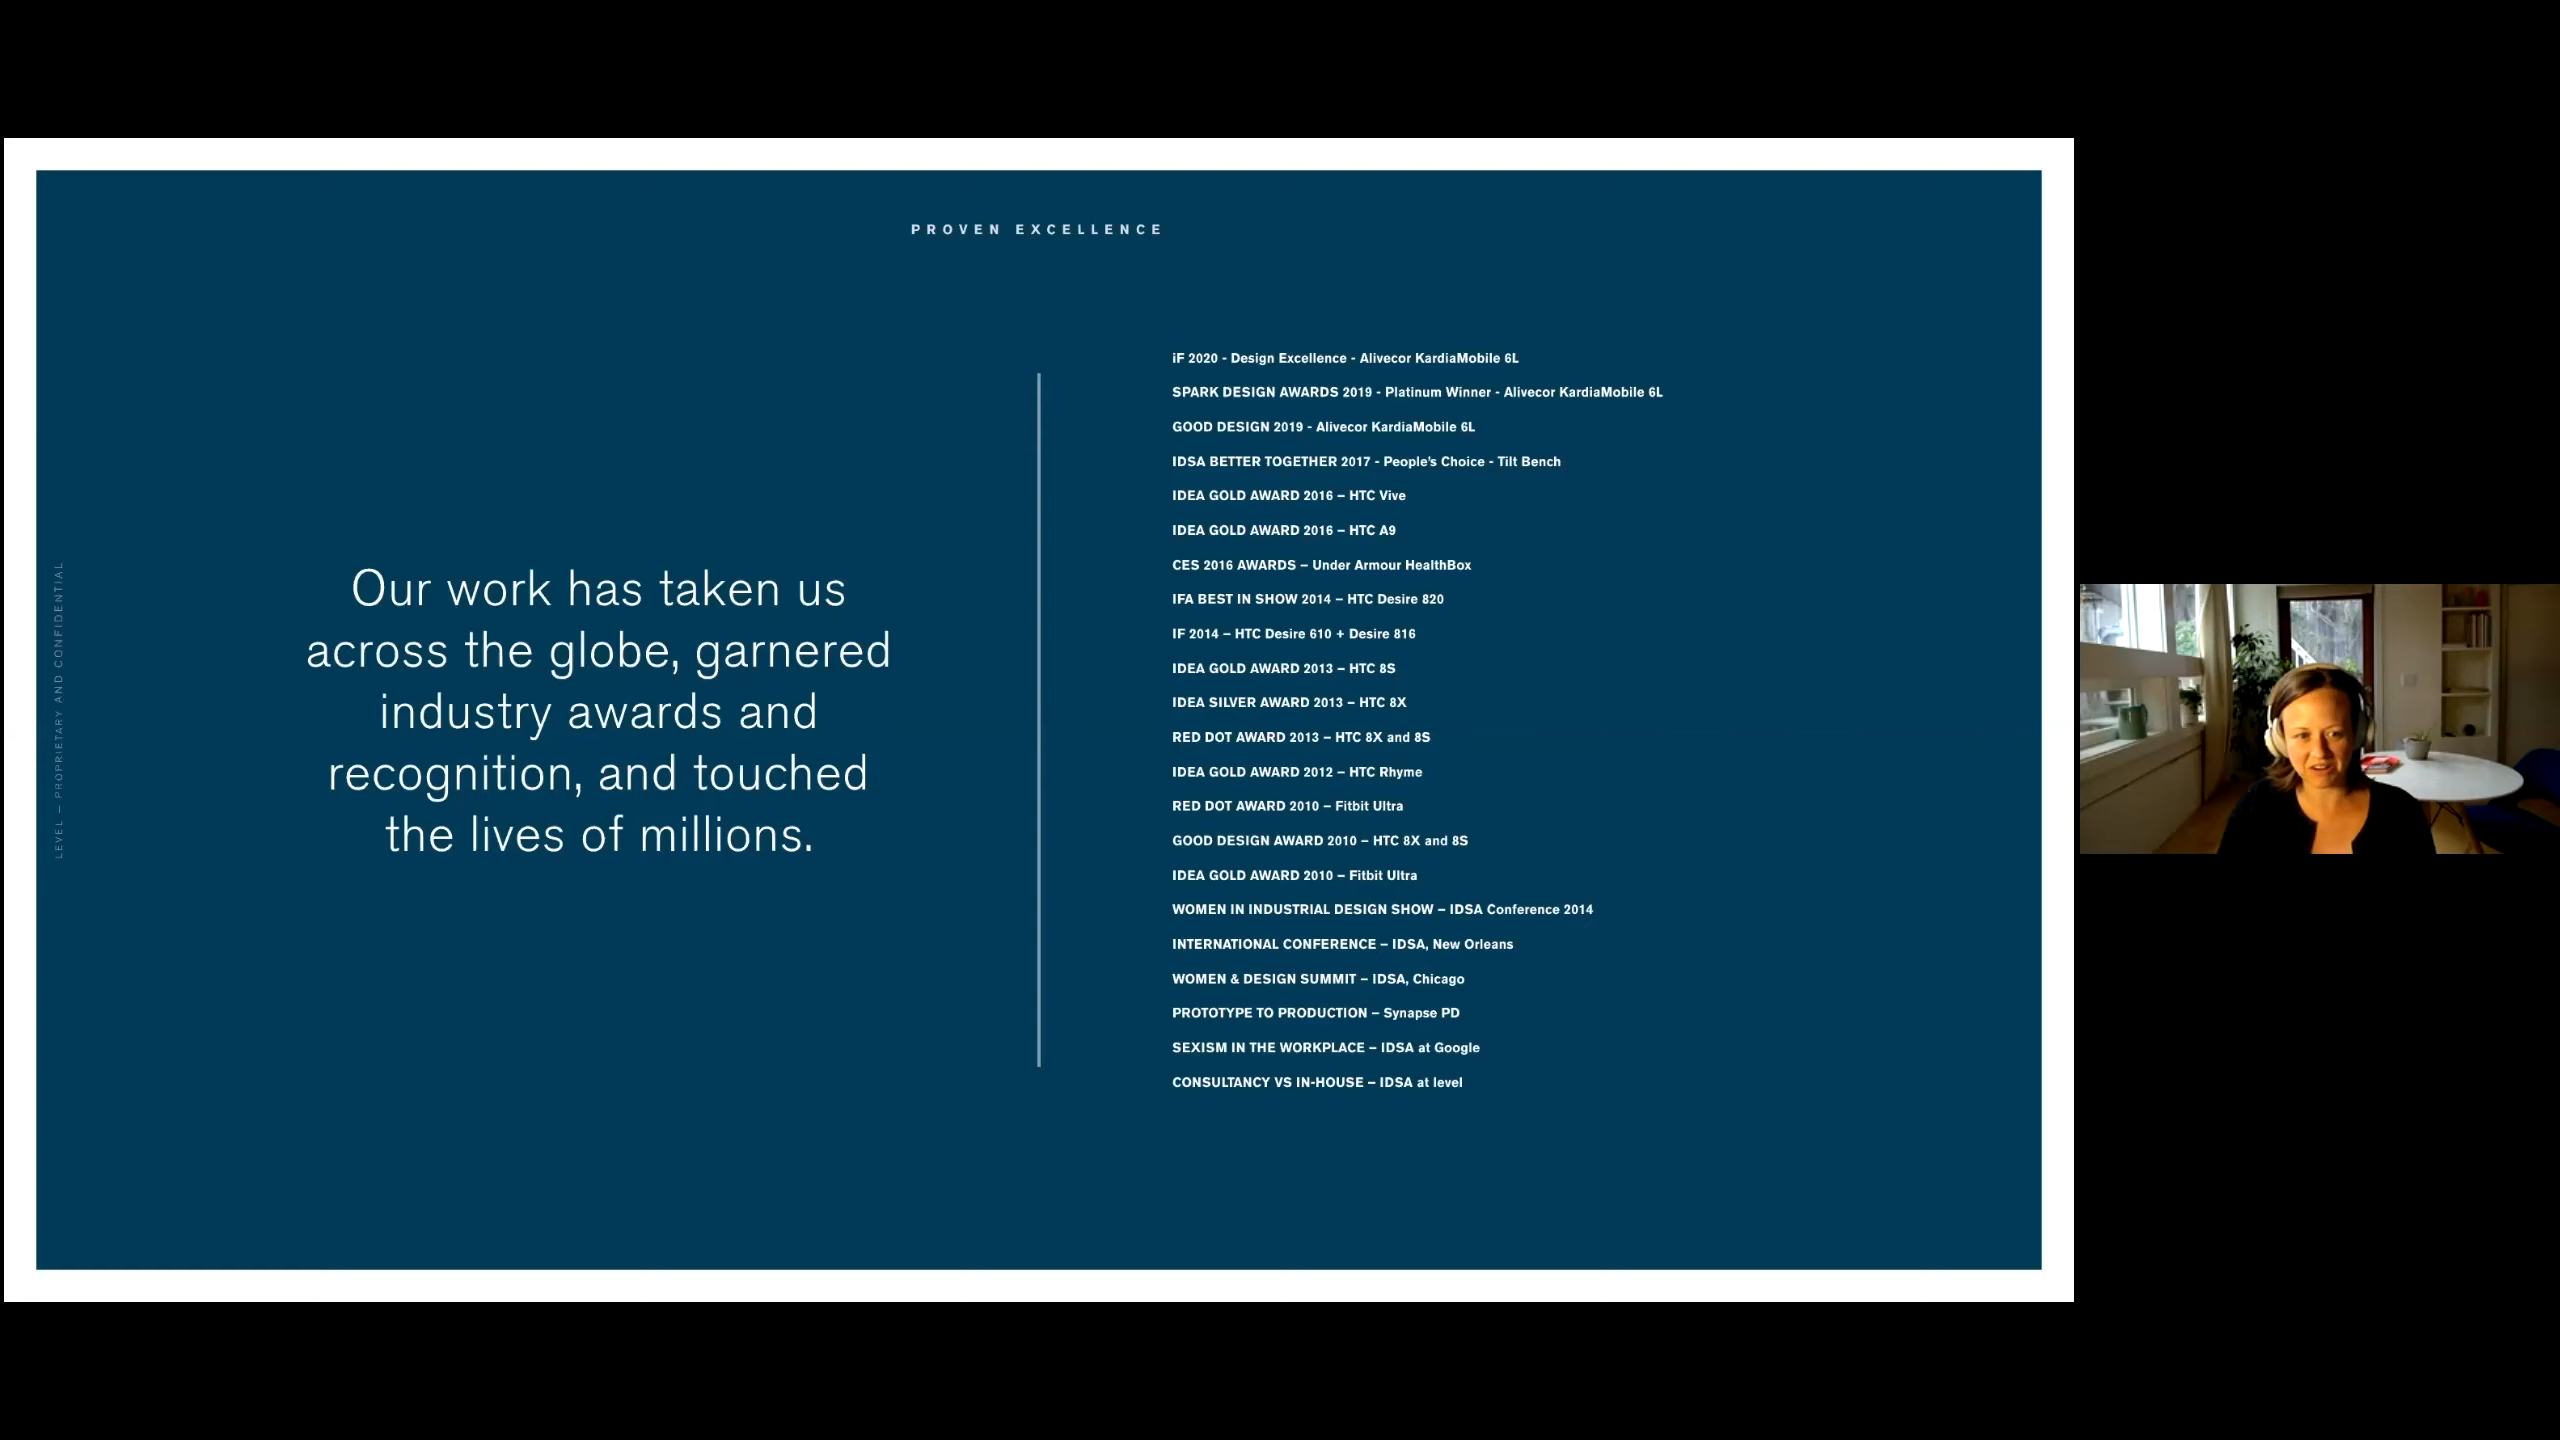 PROVEN EXCELLENCE
LEVEL — PROPRIETARY AND CONFIDENTIAL
Our work has taken us
across the globe, garnered
industry awards and
recognition, and touched
the lives of millions.
iF 2020 - Design Excellence - Alivecor KardiaMobile 6L
SPARK DESIGN AWARDS 2019 - Platinum Winner - Alivecor KardiaMobile 6L
GOOD DESIGN 2019 - Alivecor KardiaMobile 6L
IDSA BETTER TOGETHER 2017 - People's Choice - Tilt Bench
IDEA GOLD AWARD 2016 – HTC Vive
IDEA GOLD AWARD 2016 – HTC A9
CES 2016 AWARDS – Under Armour HealthBox
IFA BEST IN SHOW 2014 – HTC Desire 820
IF 2014 – HTC Desire 610 + Desire 816
IDEA GOLD AWARD 2013 – HTC 8S
IDEA SILVER AWARD 2013 – HTC 8X
RED DOT AWARD 2013 – HTC 8X and 8S
IDEA GOLD AWARD 2012 – HTC Rhyme
RED DOT AWARD 2010 – Fitbit Ultra
GOOD DESIGN AWARD 2010 – HTC 8X and 8S
IDEA GOLD AWARD 2010 – Fitbit Ultra
WOMEN IN INDUSTRIAL DESIGN SHOW – IDSA Conference 2014
INTERNATIONAL CONFERENCE – IDSA, New Orleans
WOMEN & DESIGN SUMMIT – IDSA, Chicago
PROTOTYPE TO PRODUCTION – Synapse PD
SEXISM IN THE WORKPLACE – IDSA at Google
CONSULTANCY VS IN-HOUSE – IDSA at level